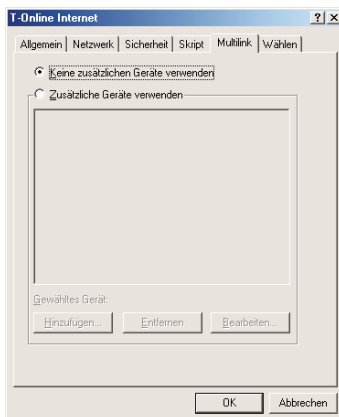 T-Online Internet
Allgemein Netzwerk Sicherheit Skript Multilink Wählen
Keine zusätzlichen Geräte verwenden
Zusätzliche Geräte verwenden
Gewähltes Gerät:
Hinzufügen... Entfernen Bearbeiten...
OK Abbrechen